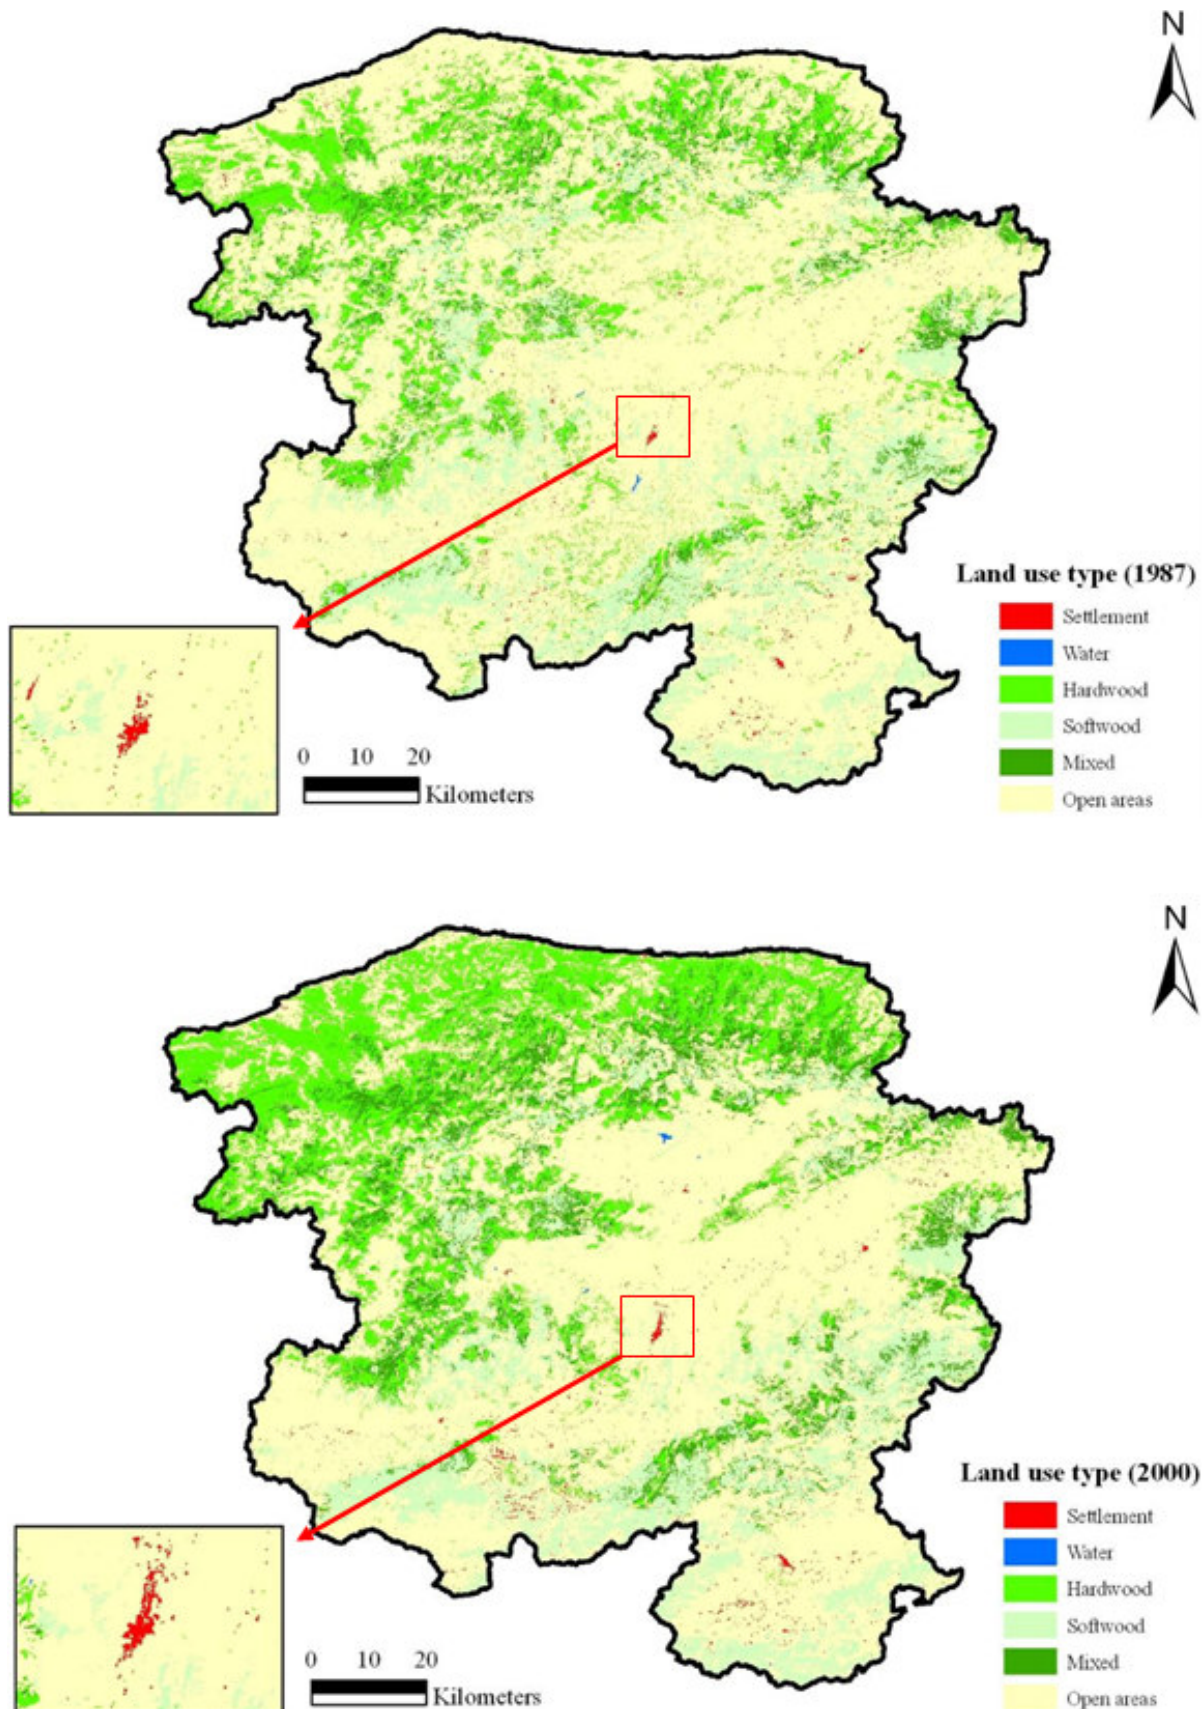 N
Land use type (1987)
Settlement
Water
Hardwood
Softwood
Mixed
Open areas
0 10 20
Kilometers
N
Land use type (2000)
Settlement
Water
Hardwood
Softwood
Mixed
Open areas
0 10 20
Kilometers